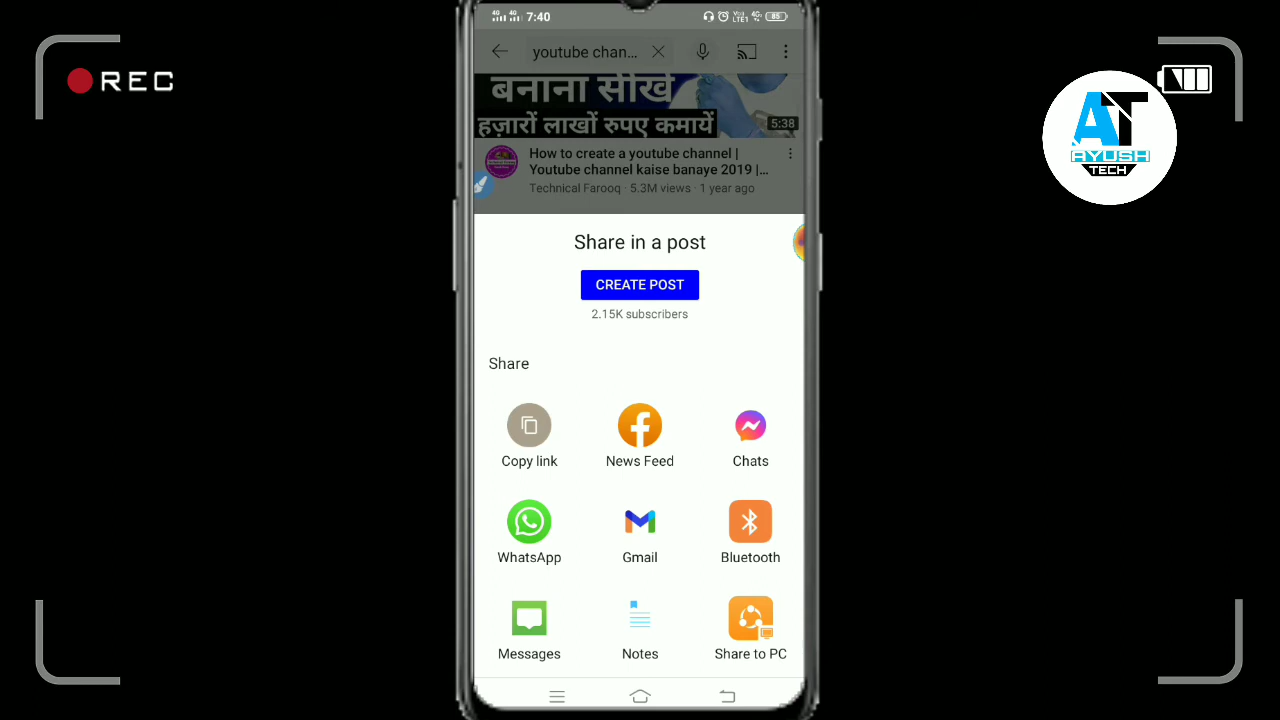 REC
7:40
85
youtube chan...
बनाना सीखें
हज़ारों लाखों रुपए कमायें
5:38
How to create a youtube channel |
Youtube channel kaise banaye 2019 |...
Technical Farooq · 5.3M views · 1 year ago
Share in a post
CREATE POST
2.15K subscribers
Share
Copy link
News Feed
Chats
WhatsApp
Gmail
Bluetooth
Messages
Notes
Share to PC
AT
AYUSH
TECH